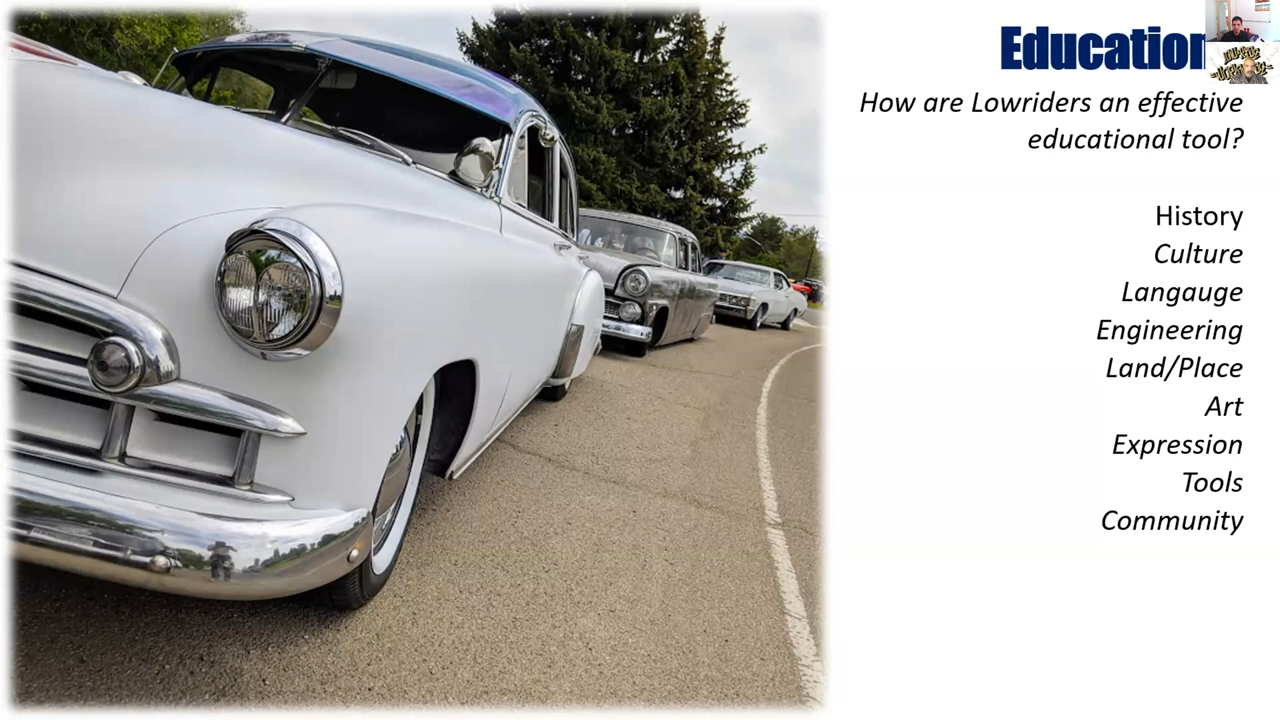 Education
How are Lowriders an effective
educational tool?
History
Culture
Langauge
Engineering
Land/Place
Art
Expression
Tools
Community